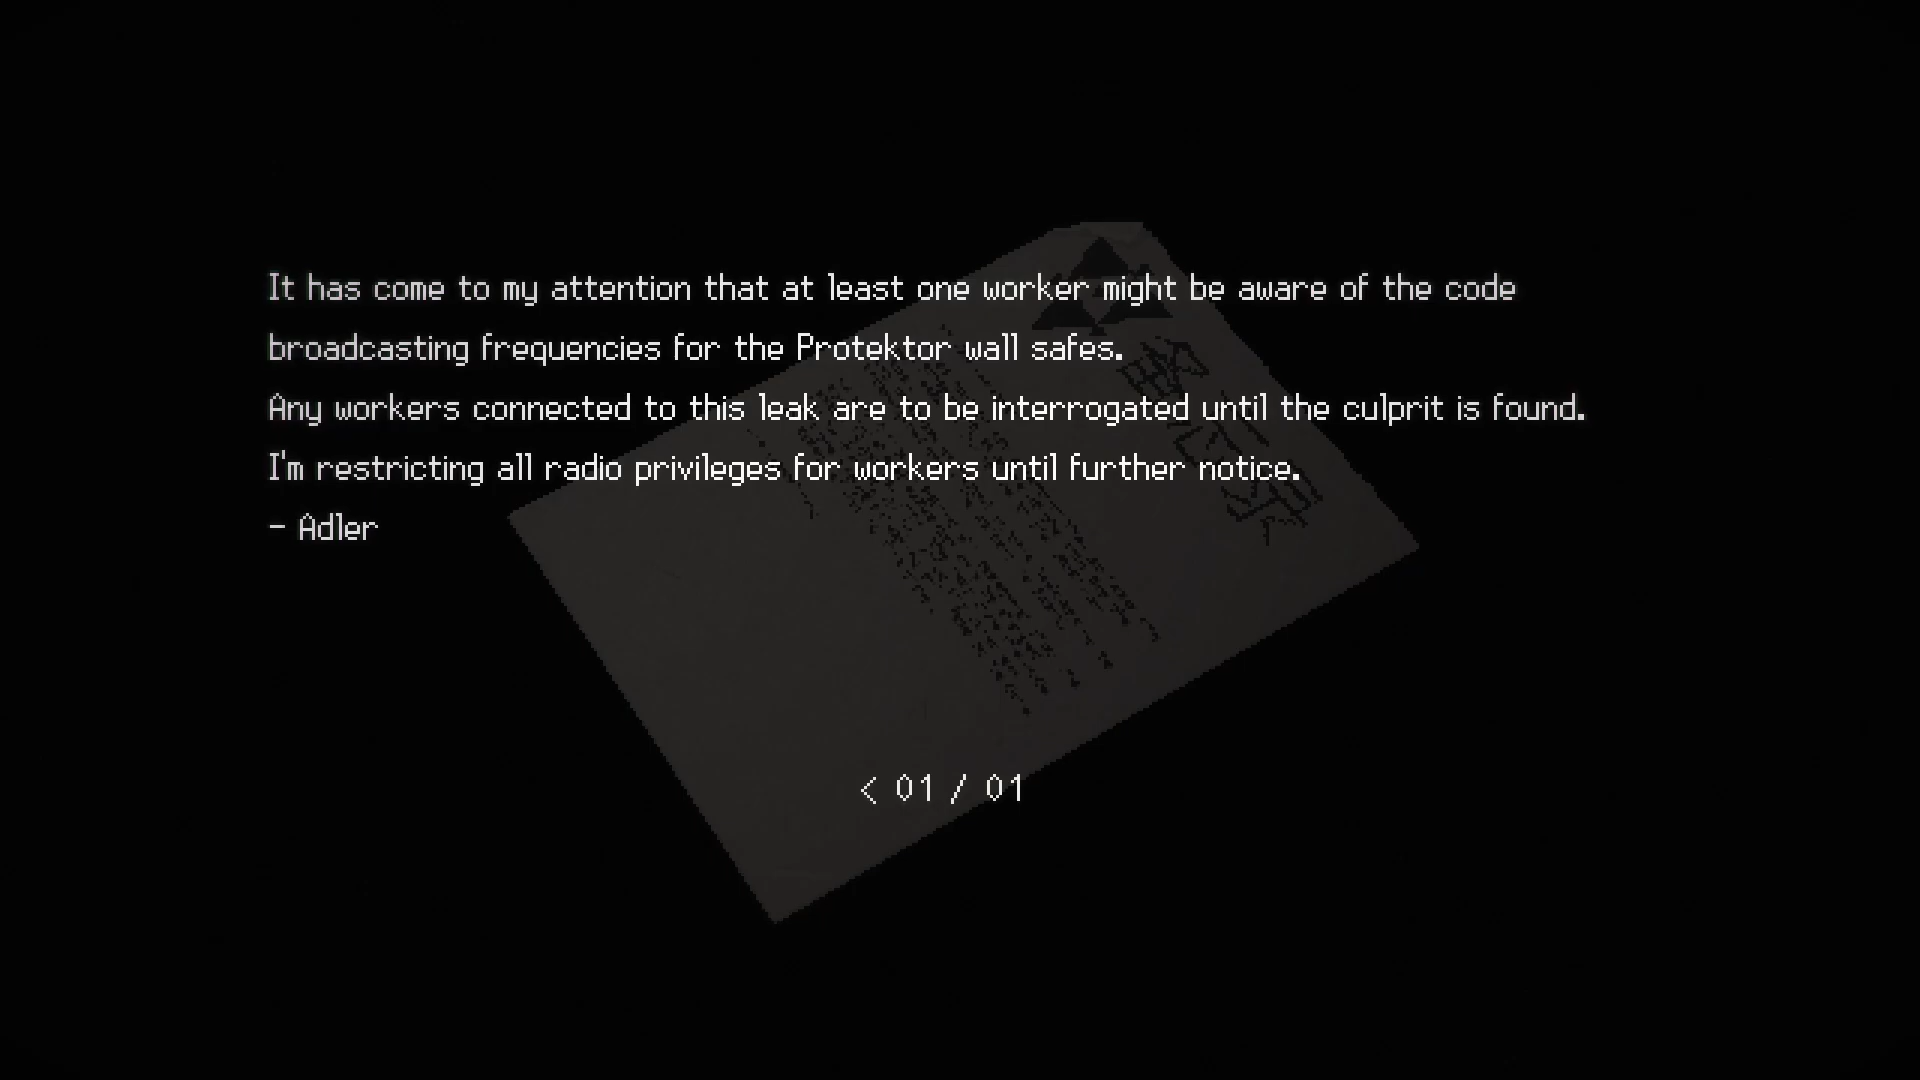 It has come to my attention that at least one worker might be aware of the code
broadcasting frequencies for the Protektor wall safes.
Any workers connected to this leak are to be interrogated until the culprit is found.
I'm restricting all radio privileges for workers until further notice.
- Adler
< 01 / 01